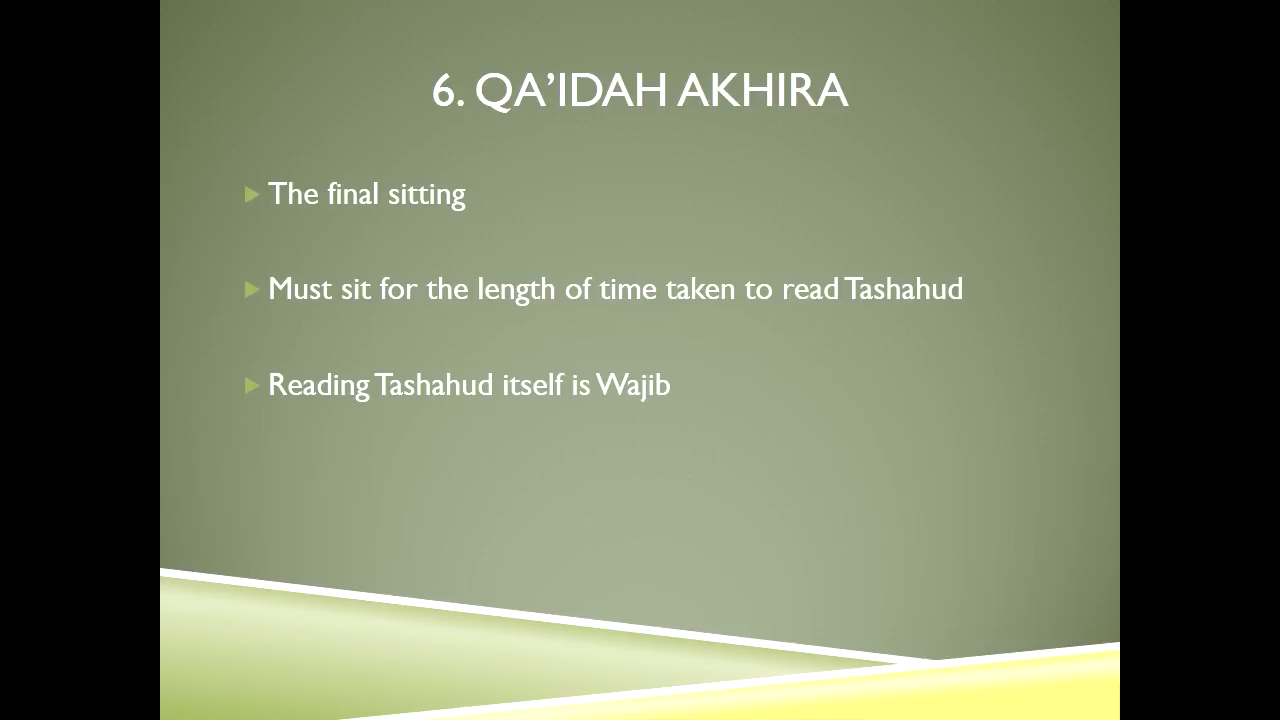 6. QA’IDAH AKHIRA
The final sitting
Must sit for the length of time taken to read Tashahud
Reading Tashahud itself is Wajib